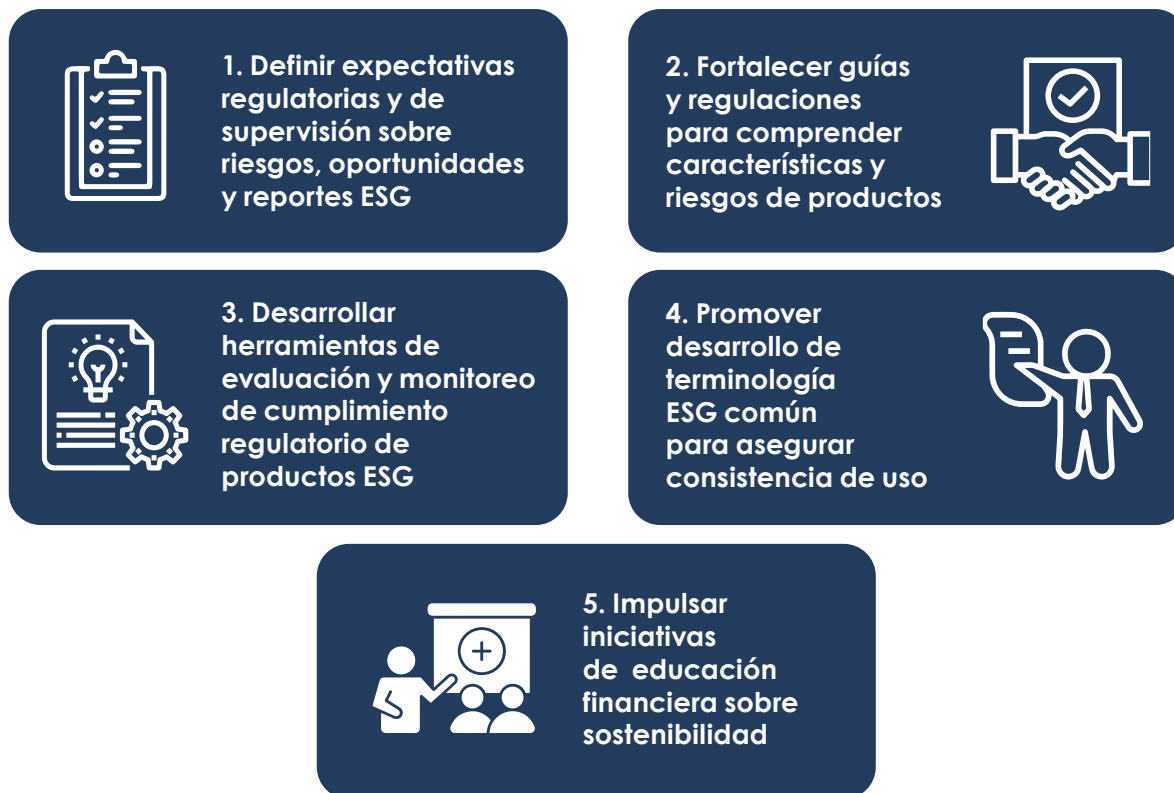 1. Definir expectativas
regulatorias y de
supervisión sobre
riesgos, oportunidades
y reportes ESG
2. Fortalecer guías
y regulaciones
para comprender
características y
riesgos de productos
3. Desarrollar
herramientas de
evaluación y monitoreo
de cumplimiento
regulatorio de
productos ESG
4. Promover
desarrollo de
terminología
ESG común
para asegurar
consistencia de uso
5. Impulsar
iniciativas
de educación
financiera sobre
sostenibilidad